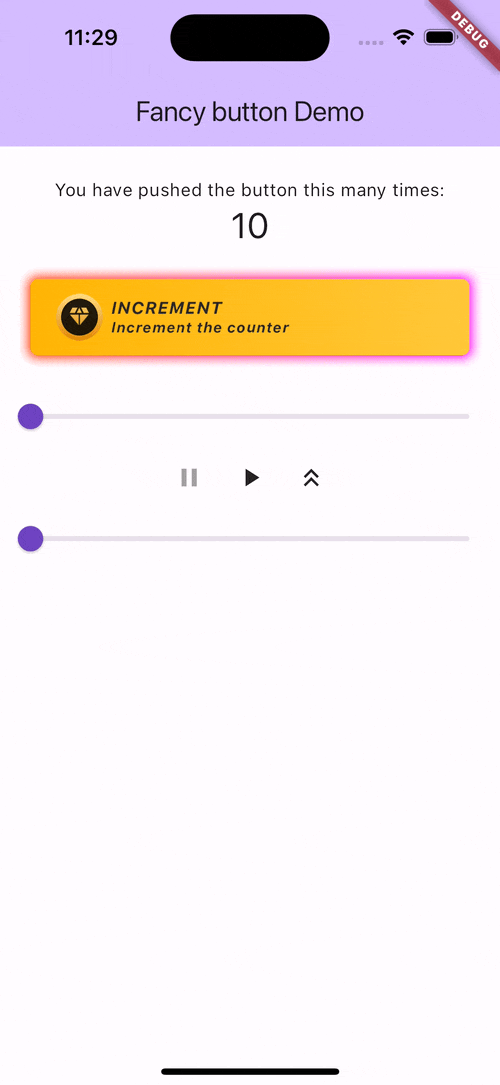 11:29
DEBUG
Fancy button Demo
You have pushed the button this many times:
10
INCREMENT
Increment the counter